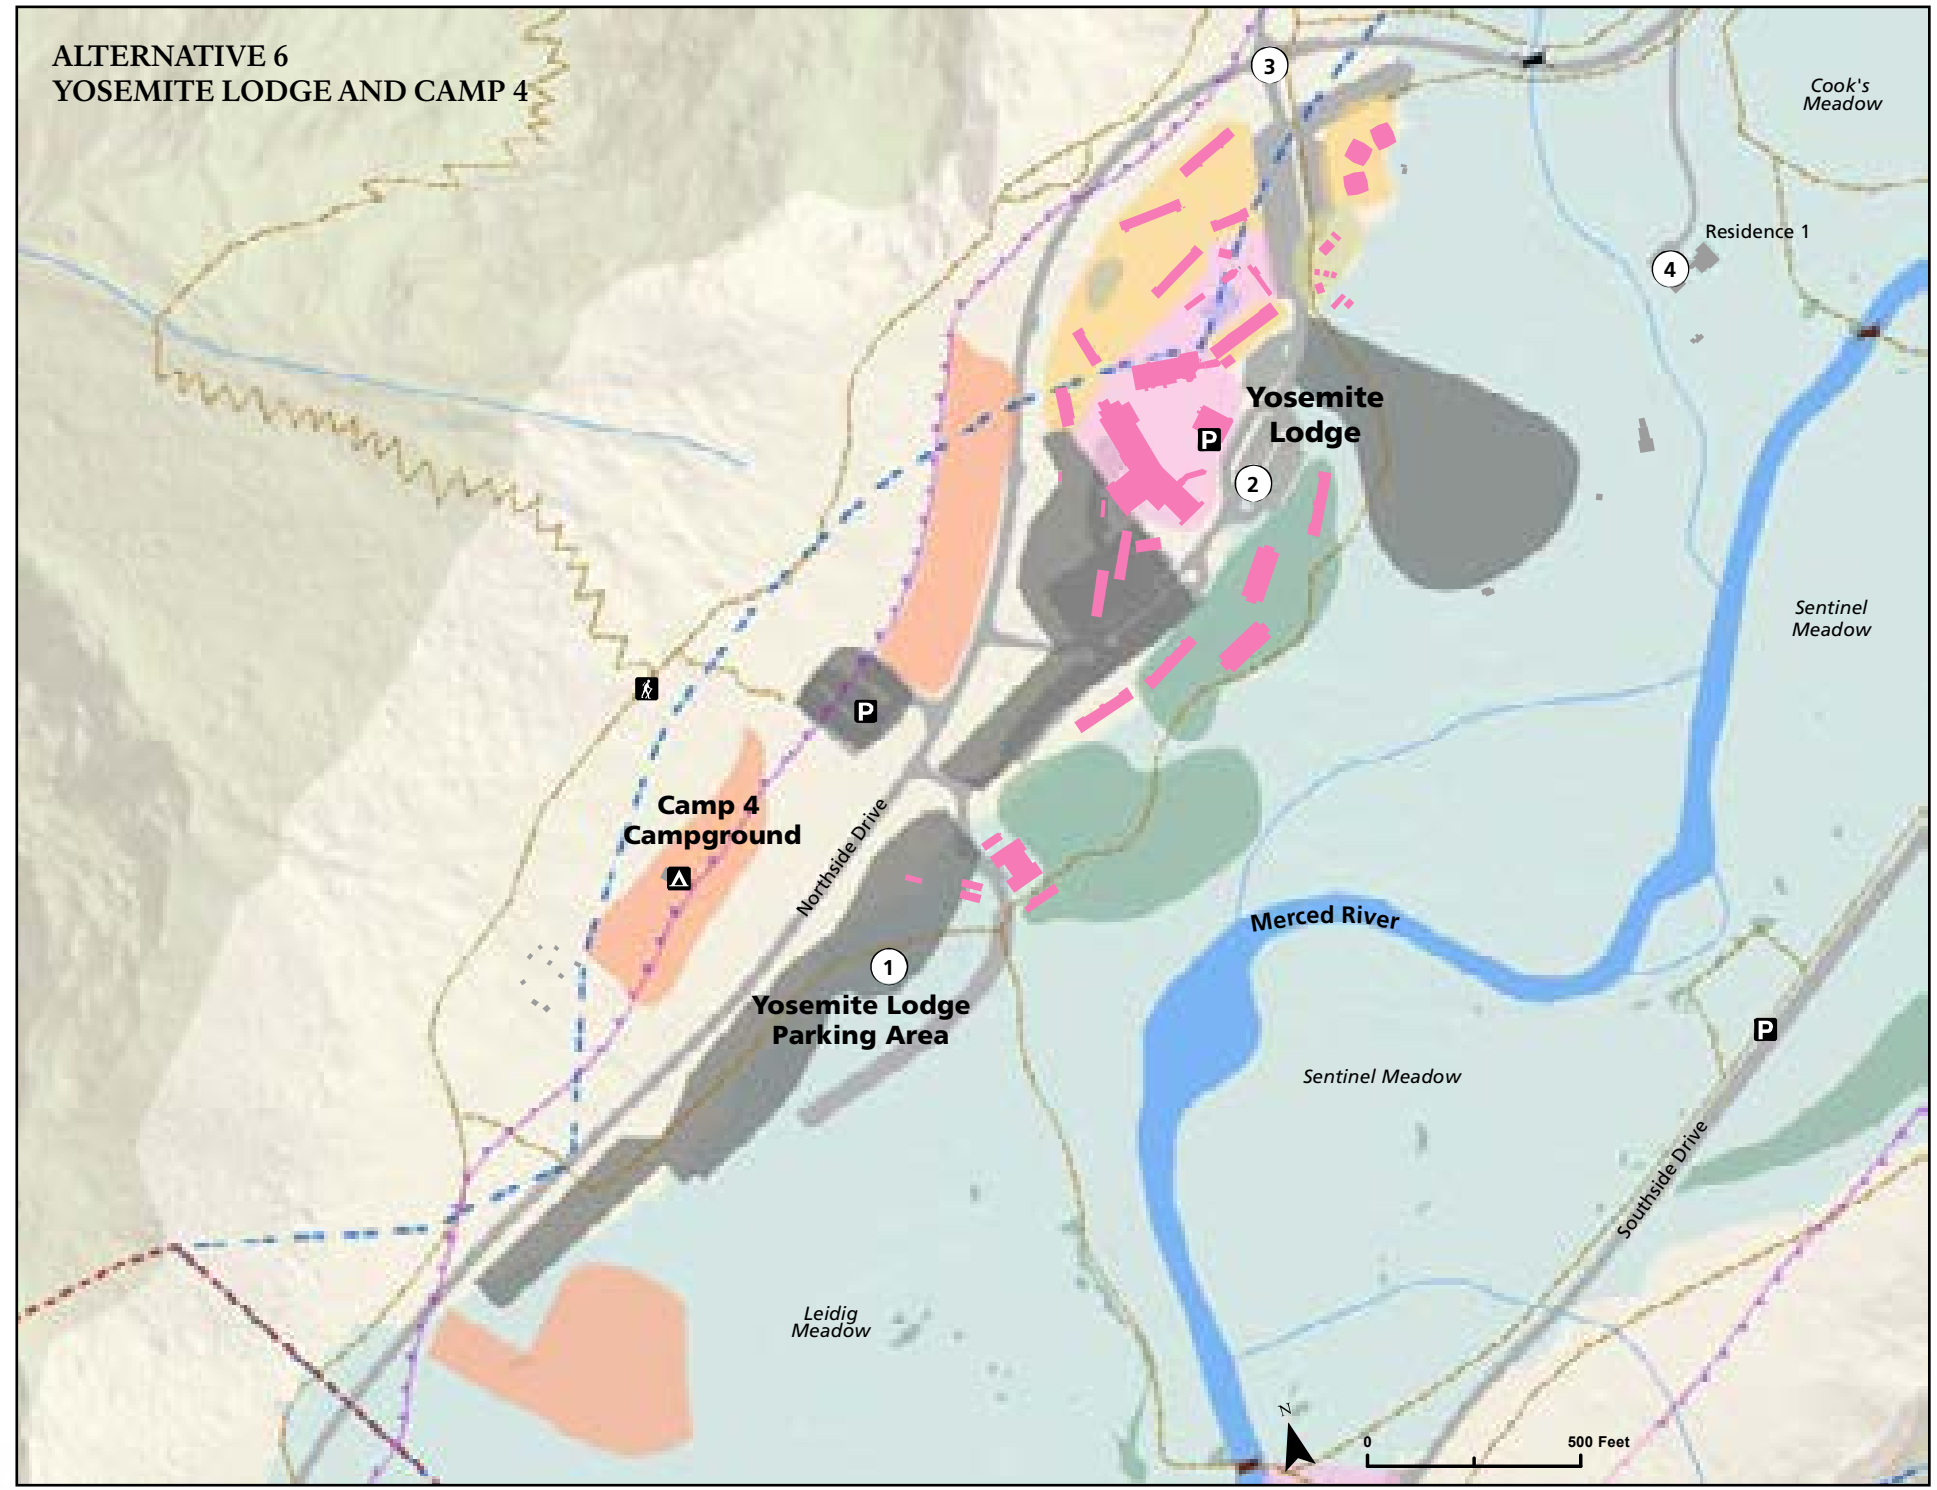 ALTERNATIVE 6
YOSEMITE LODGE AND CAMP 4
3
Cook's
Meadow
Residence 1
4
Yosemite
Lodge
P
2
Sentinel
Meadow
P
Camp 4
Campground
Northside Drive
Merced River
1
Yosemite Lodge
Parking Area
P
Sentinel Meadow
Southside Drive
Leidig
Meadow
N
0
500 Feet